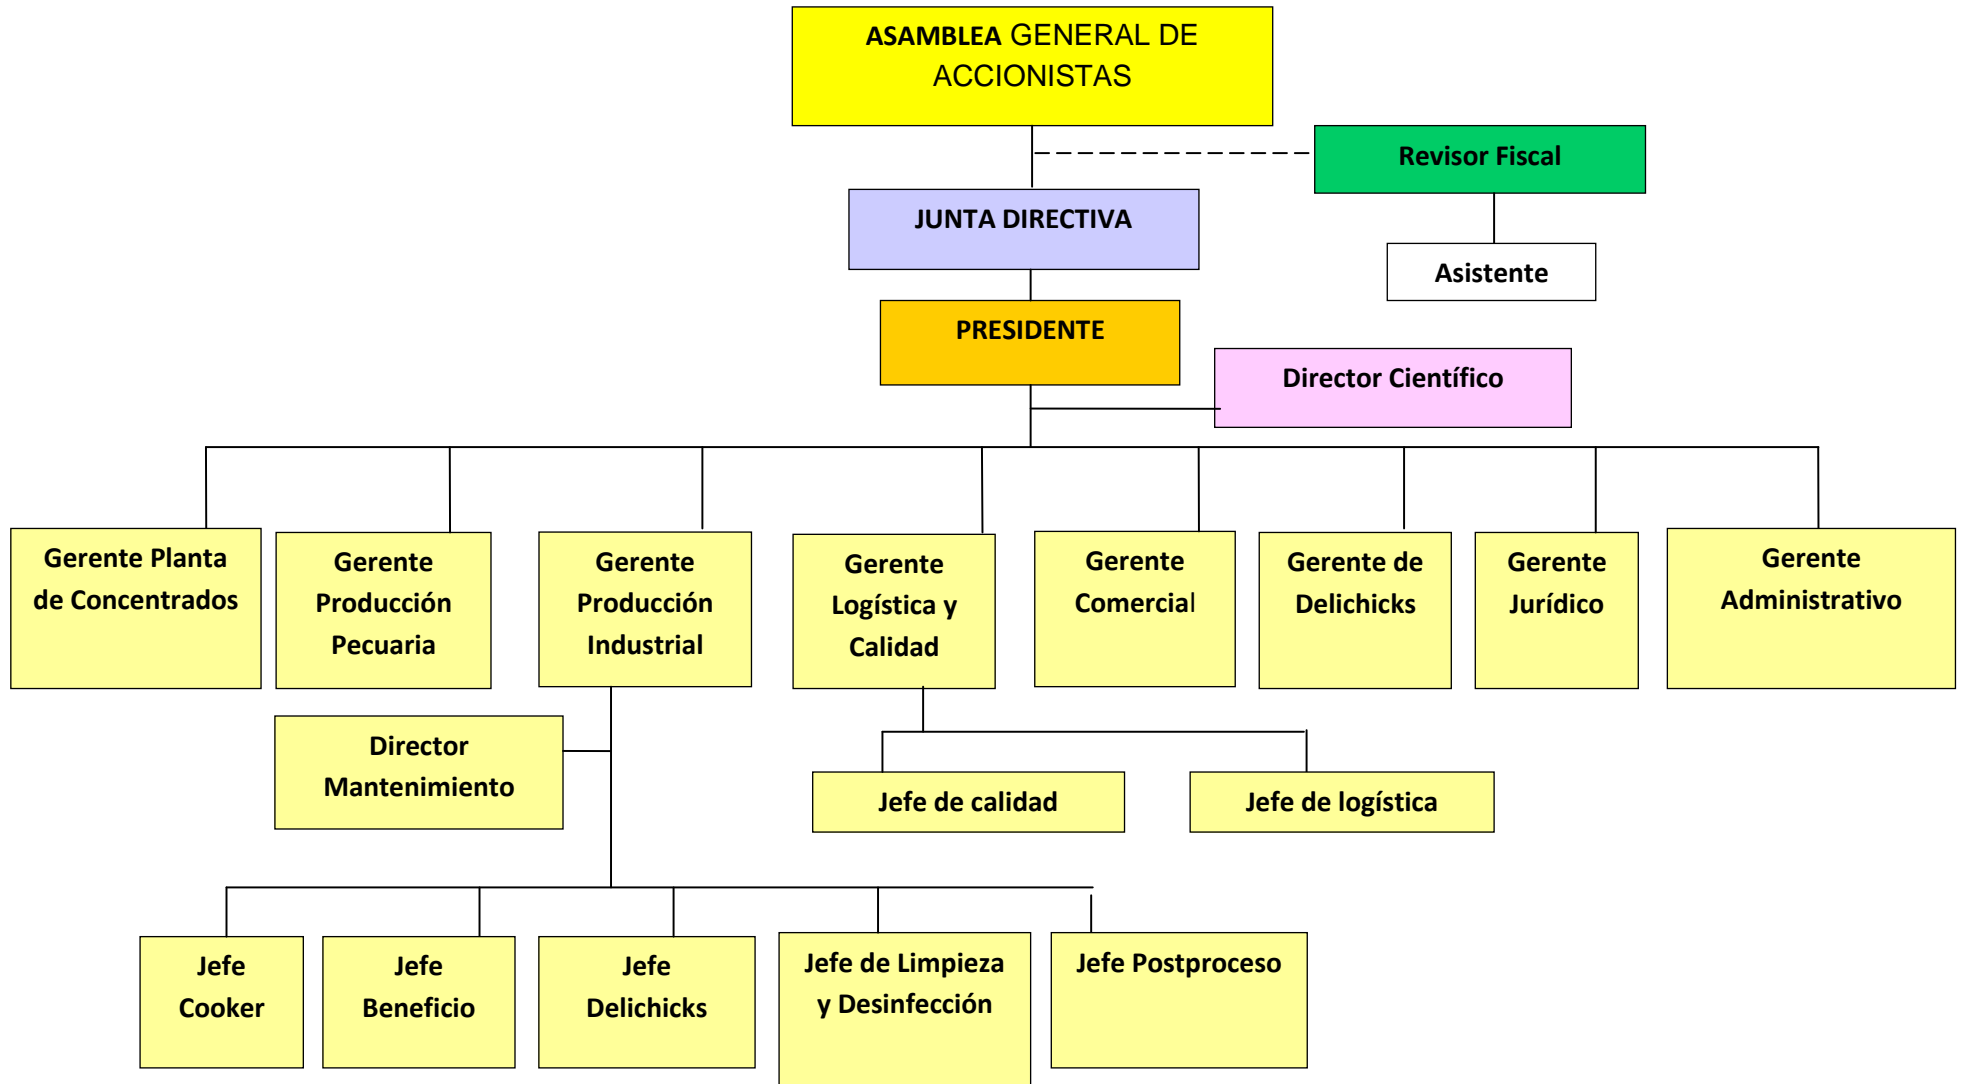 ASAMBLEA GENERAL DE
ACCIONISTAS
Revisor Fiscal
JUNTA DIRECTIVA
Asistente
PRESIDENTE
Director Científico
Gerente Planta
de Concentrados
Gerente
Producción
Pecuaria
Gerente
Producción
Industrial
Gerente
Logística y
Calidad
Gerente
Comercial
Gerente de
Delichicks
Gerente
Jurídico
Gerente
Administrativo
Director
Mantenimiento
Jefe de calidad
Jefe de logística
Jefe
Cooker
Jefe
Beneficio
Jefe
Delichicks
Jefe de Limpieza
y Desinfección
Jefe Postproceso